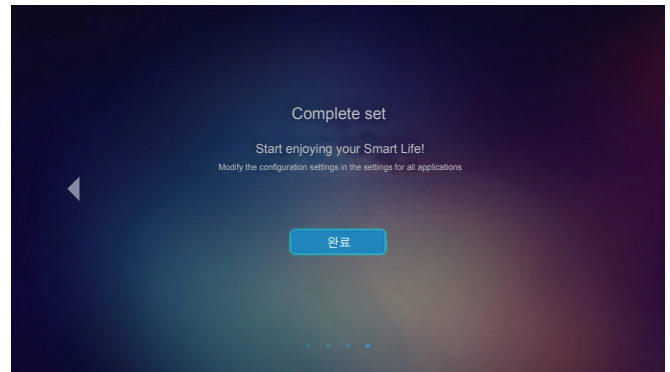 Complete set
Start enjoying your Smart Life!
Modify the configuration settings in the settings for all applications
완료